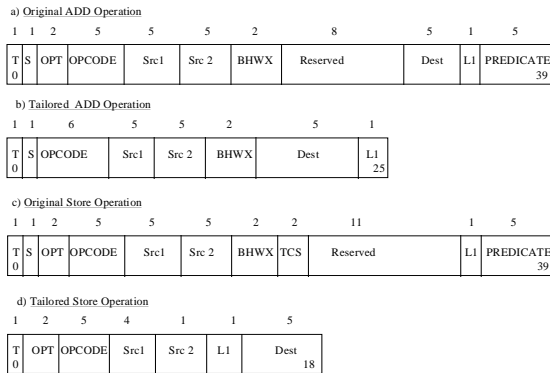 a) Original ADD Operation
1 1 2 5 5 5 2 8 5 1 5
T S OPT OPCODE Src1 Src 2 BHWX Reserved Dest L1 PREDICATE
0 39
b) Tailored ADD Operation
1 1 6 5 5 2 5 1
T S OPCODE Src1 Src 2 BHWX Dest L1
0 25
c) Original Store Operation
1 1 2 5 5 5 2 2 11 1 5
T S OPT OPCODE Src1 Src 2 BHWX TCS Reserved L1 PREDICATE
0 39
d) Tailored Store Operation
1 2 5 4 1 1 5
T OPT OPCODE Src1 Src 2 L1 Dest
0 18